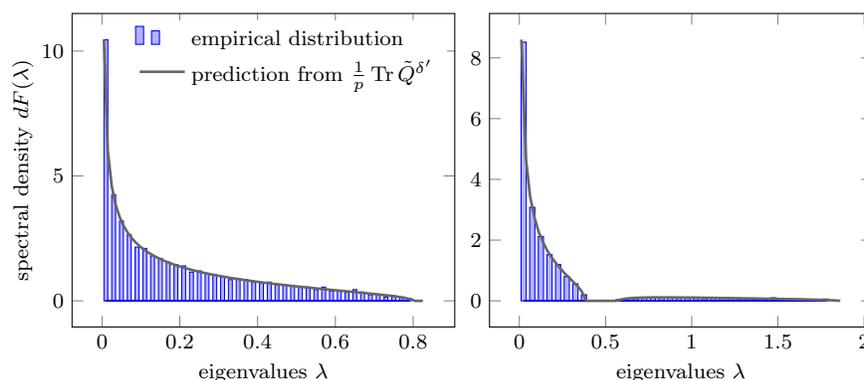 spectral density dF(λ)
10
5
0
empirical distribution
prediction from 1/p Tr Q̃^δ′
0 0.2 0.4 0.6 0.8
eigenvalues λ
8
6
4
2
0
0 0.5 1 1.5 2
eigenvalues λ